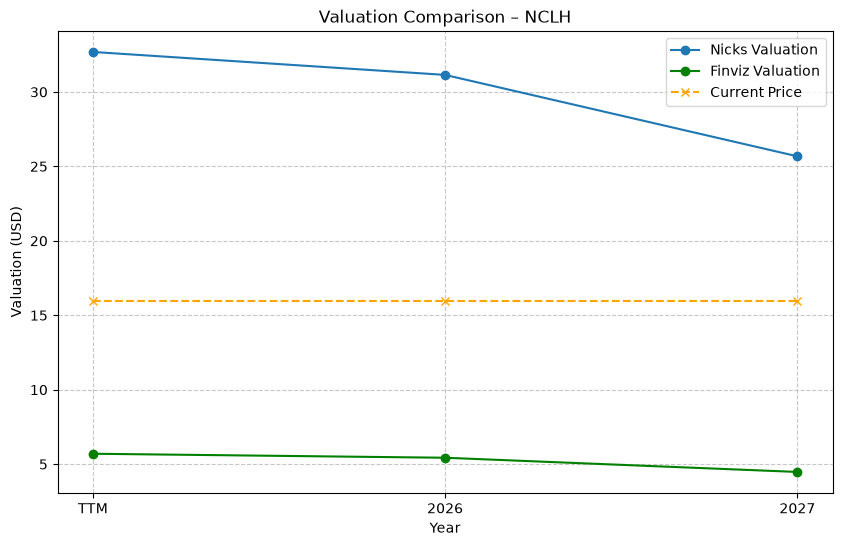 Valuation Comparison – NCLH
Nicks Valuation
Finviz Valuation
Current Price
Valuation (USD)
30
25
20
15
10
5
TTM
2026
2027
Year